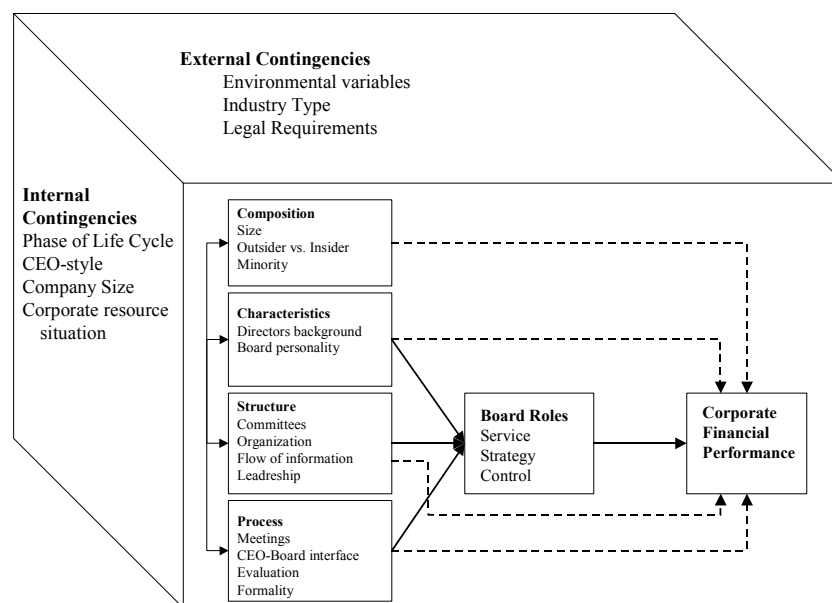 External Contingencies
Environmental variables
Industry Type
Legal Requirements
Internal
Contingencies
Phase of Life Cycle
CEO-style
Company Size
Corporate resource
situation
Composition
Size
Outsider vs. Insider
Minority
Characteristics
Directors background
Board personality
Structure
Committees
Organization
Flow of information
Leadreship
Process
Meetings
CEO-Board interface
Evaluation
Formality
Board Roles
Service
Strategy
Control
Corporate
Financial
Performance